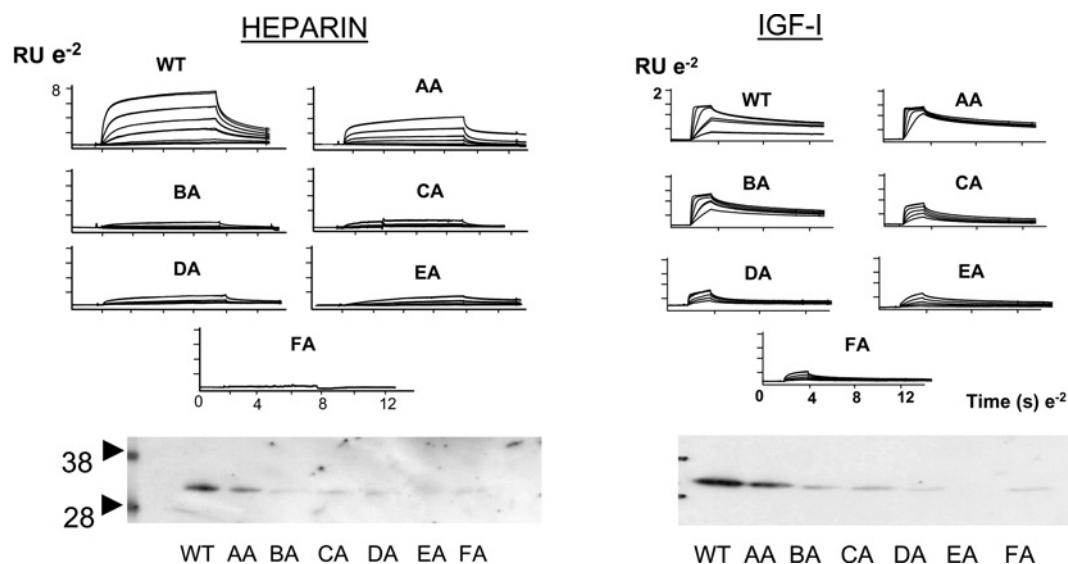 HEPARIN
RU e-2
8
WT
AA
BA
CA
DA
EA
FA
0 4 8 12
38
28
WT AA BA CA DA EA FA
IGF-I
RU e-2
2
WT
AA
BA
CA
DA
EA
FA
0 4 8 12
Time (s) e-2
WT AA BA CA DA EA FA